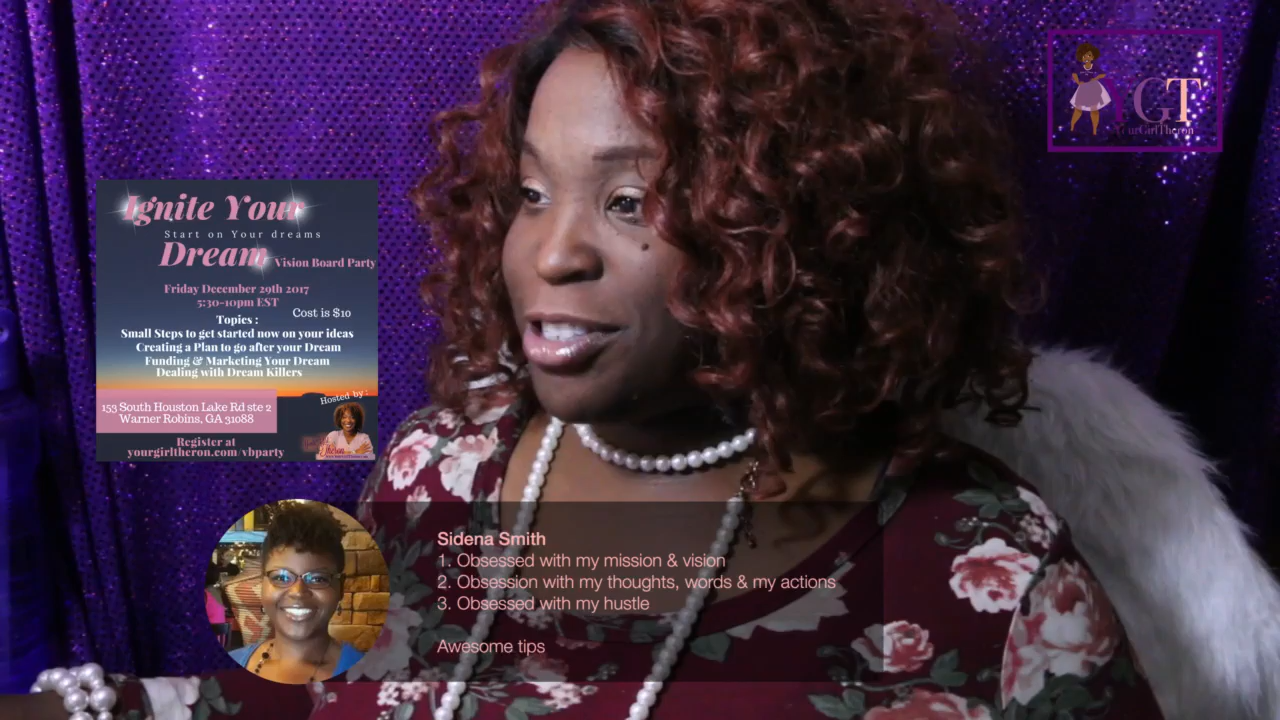 Ignite Your
Start on Your dreams
Dream Vision Board Party
Friday December 29th 2017
5:30-10pm EST
Cost is $10
Topics :
Small Steps to get started now on your ideas
Creating a Plan to go after your Dream
Funding & Marketing Your Dream
Dealing with Dream Killers
153 South Houston Lake Rd ste 2
Warner Robins, GA 31088
Hosted by :
Register at
yourgirltheron.com/vbparty
YGT
YourGirlTheron
Sidena Smith
1. Obsessed with my mission & vision
2. Obsession with my thoughts, words & my actions
3. Obsessed with my hustle
Awesome tips